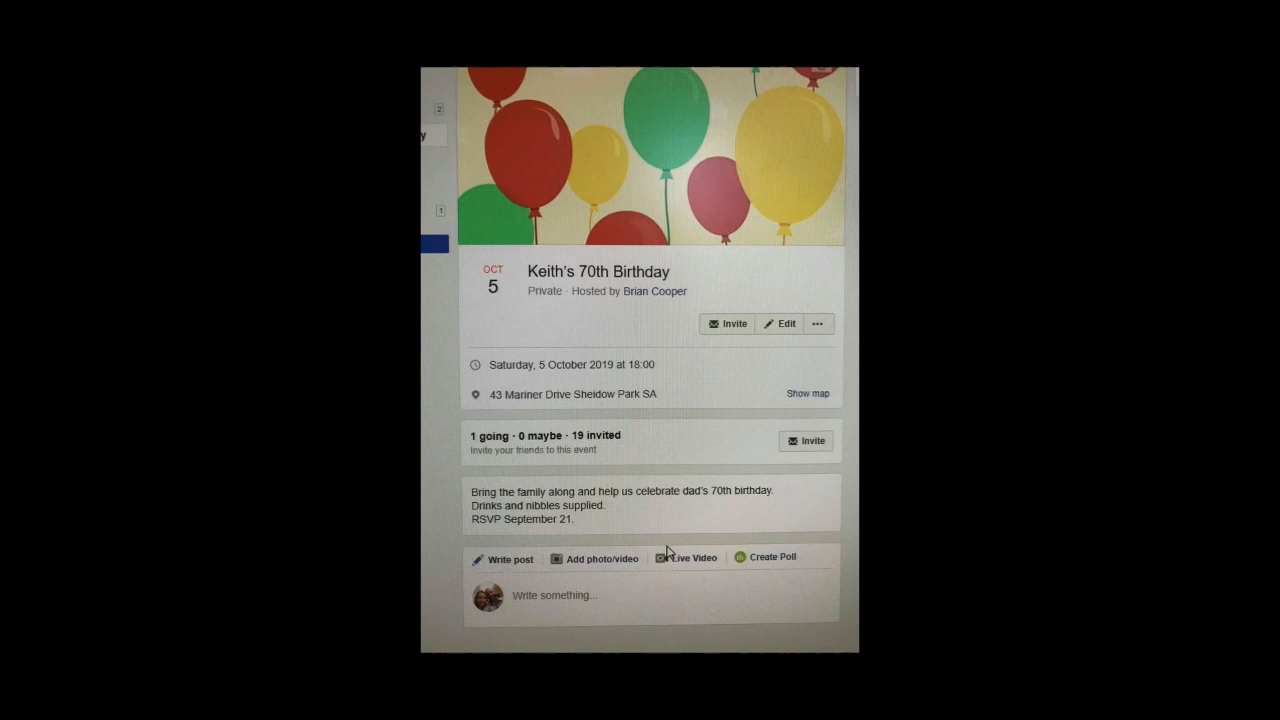 2
y
1
OCT
5
Keith's 70th Birthday
Private · Hosted by Brian Cooper
Invite Edit •••
Saturday, 5 October 2019 at 18:00
43 Mariner Drive Sheidow Park SA Show map
1 going · 0 maybe · 19 invited
Invite your friends to this event
Invite
Bring the family along and help us celebrate dad's 70th birthday.
Drinks and nibbles supplied.
RSVP September 21.
Write post Add photo/video Live Video Create Poll
Write something...